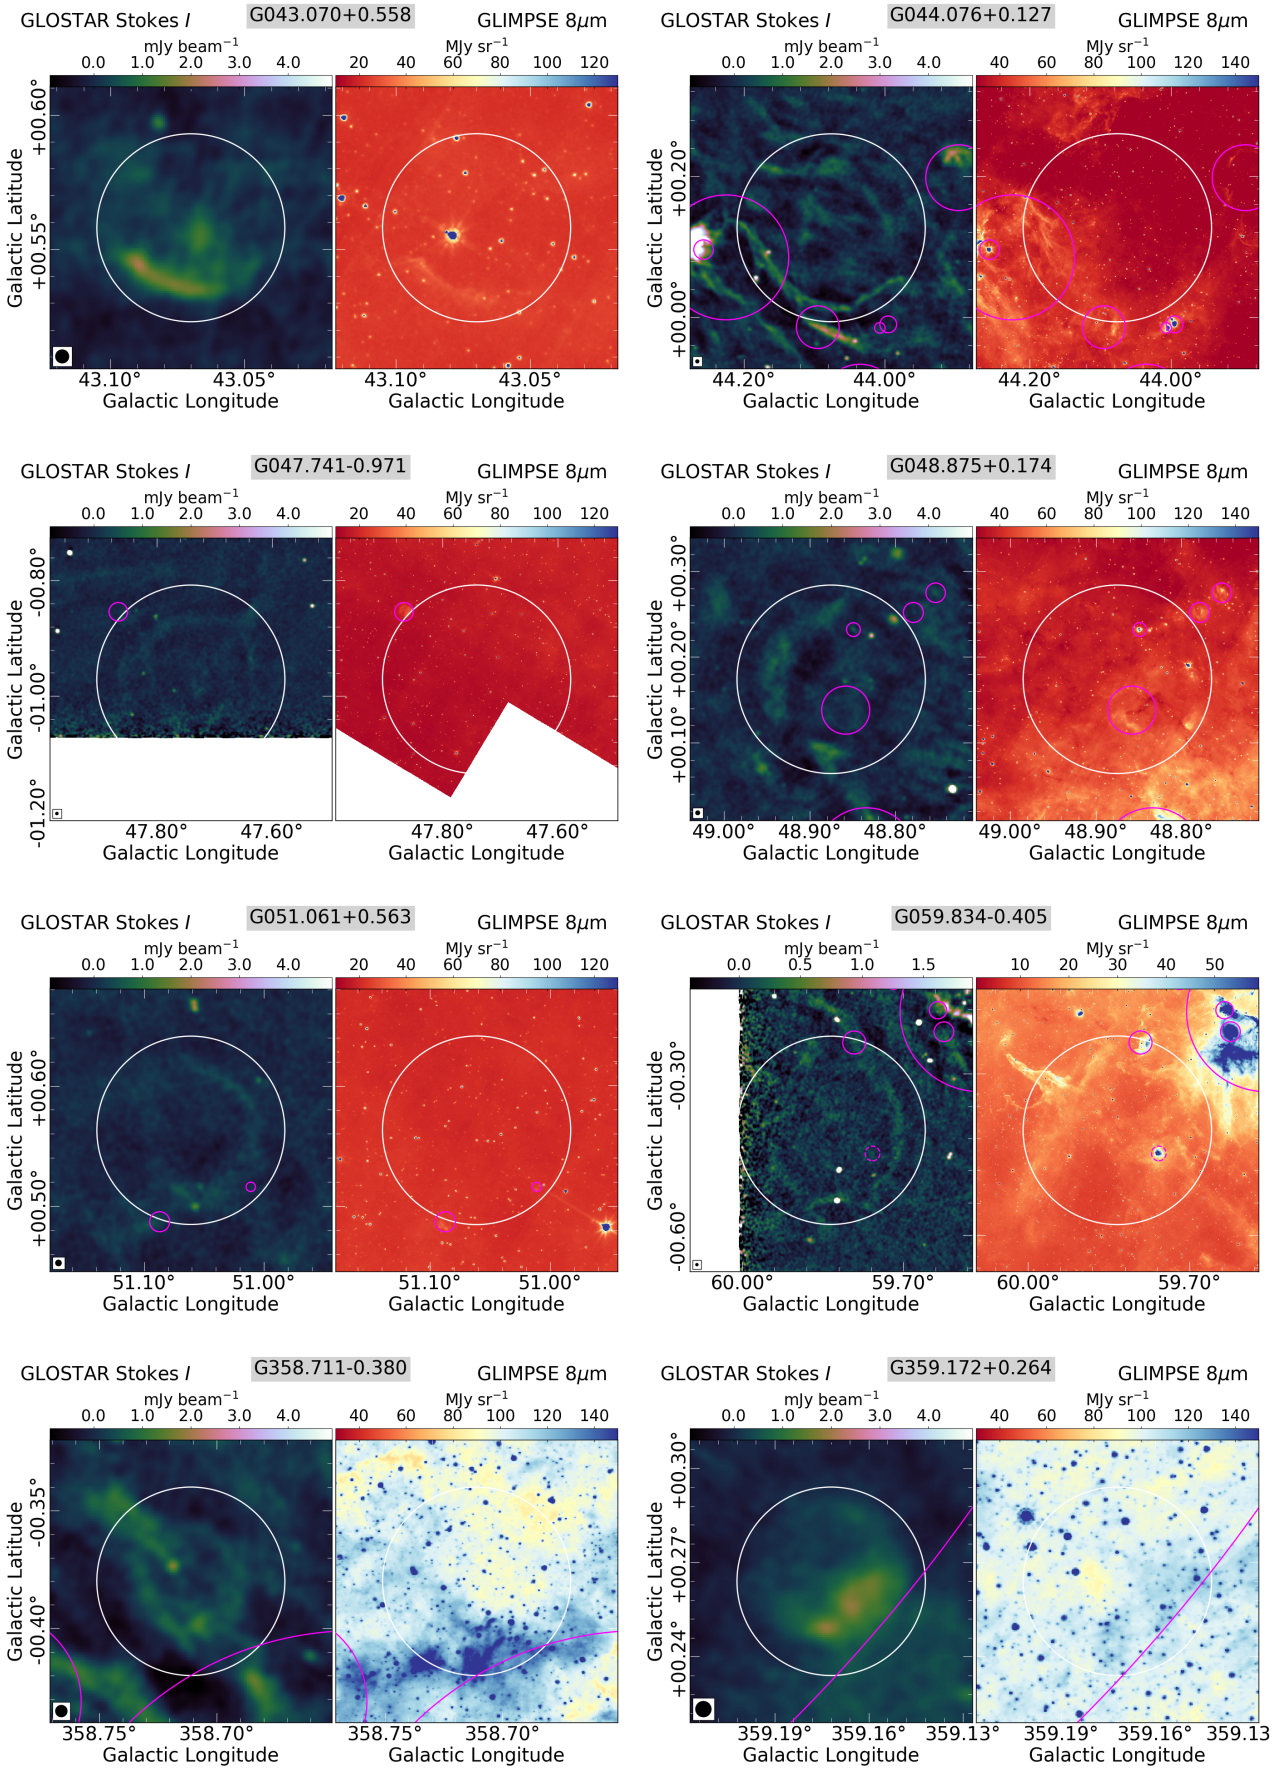 GLOSTAR Stokes I G043.070+0.558 GLIMPSE 8μm
mJy beam⁻¹ MJy sr⁻¹
0.0 1.0 2.0 3.0 4.0 20 40 60 80 100 120
+00.60°
+00.55°
Galactic Latitude
43.10° 43.05° 43.10° 43.05°
Galactic Longitude Galactic Longitude
GLOSTAR Stokes I G044.076+0.127 GLIMPSE 8μm
mJy beam⁻¹ MJy sr⁻¹
0.0 1.0 2.0 3.0 4.0 40 60 80 100 120 140
+00.20°
+00.00°
Galactic Latitude
44.20° 44.00° 44.20° 44.00°
Galactic Longitude Galactic Longitude
GLOSTAR Stokes I G047.741-0.971 GLIMPSE 8μm
mJy beam⁻¹ MJy sr⁻¹
0.0 1.0 2.0 3.0 4.0 20 40 60 80 100 120
-00.80°
-01.00°
-01.20°
Galactic Latitude
47.80° 47.60° 47.80° 47.60°
Galactic Longitude Galactic Longitude
GLOSTAR Stokes I G048.875+0.174 GLIMPSE 8μm
mJy beam⁻¹ MJy sr⁻¹
0.0 1.0 2.0 3.0 4.0 40 60 80 100 120 140
+00.30°
+00.20°
+00.10°
Galactic Latitude
49.00° 48.90° 48.80° 49.00° 48.90° 48.80°
Galactic Longitude Galactic Longitude
GLOSTAR Stokes I G051.061+0.563 GLIMPSE 8μm
mJy beam⁻¹ MJy sr⁻¹
0.0 1.0 2.0 3.0 4.0 20 40 60 80 100 120
+00.60°
+00.50°
Galactic Latitude
51.10° 51.00° 51.10° 51.00°
Galactic Longitude Galactic Longitude
GLOSTAR Stokes I G059.834-0.405 GLIMPSE 8μm
mJy beam⁻¹ MJy sr⁻¹
0.0 0.5 1.0 1.5 10 20 30 40 50
-00.30°
-00.60°
Galactic Latitude
60.00° 59.70° 60.00° 59.70°
Galactic Longitude Galactic Longitude
GLOSTAR Stokes I G358.711-0.380 GLIMPSE 8μm
mJy beam⁻¹ MJy sr⁻¹
0.0 1.0 2.0 3.0 4.0 40 60 80 100 120 140
-00.35°
-00.40°
Galactic Latitude
358.75° 358.70° 358.75° 358.70°
Galactic Longitude Galactic Longitude
GLOSTAR Stokes I G359.172+0.264 GLIMPSE 8μm
mJy beam⁻¹ MJy sr⁻¹
0.0 1.0 2.0 3.0 4.0 40 60 80 100 120 140
+00.30°
+00.27°
+00.24°
Galactic Latitude
359.19° 359.16° 359.13° 359.19° 359.16° 359.13
Galactic Longitude Galactic Longitude